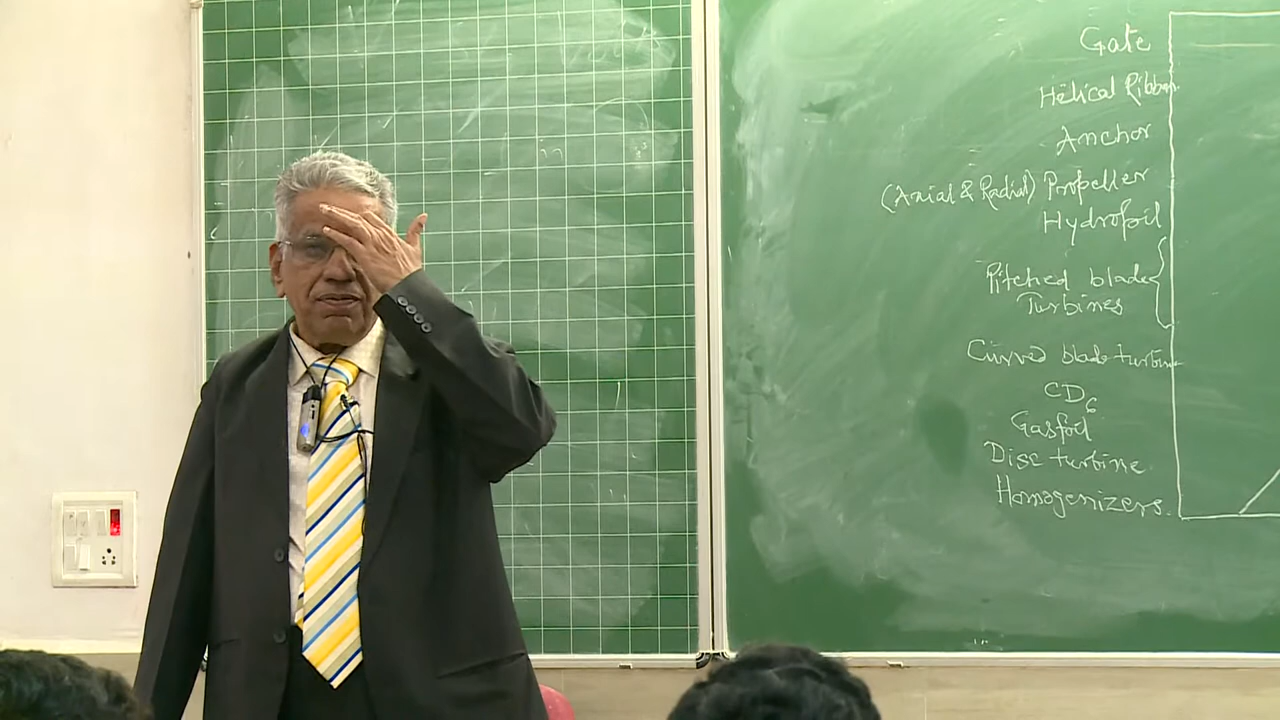 Gate
Helical Ribbon
Anchor
(Axial & Radial) Propeller
Hydrofoil
Pitched blade
Turbines
Curved blade turbine
CD6
Gasfoil
Disc turbine
Homogenizers.